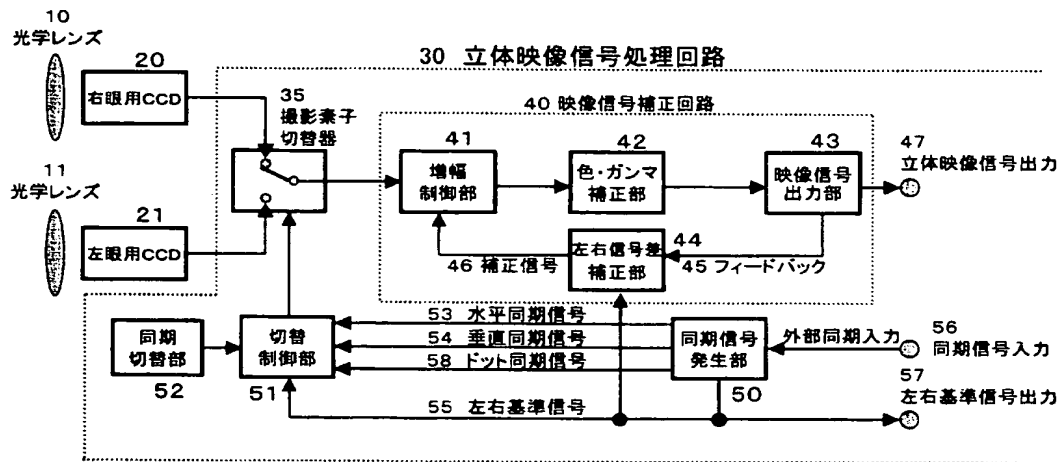 10
光学レンズ
20
右眼用CCD
11
光学レンズ
21
左眼用CCD
30 立体映像信号処理回路
35
撮影素子
切替器
40 映像信号補正回路
41
増幅
制御部
42
色・ガンマ
補正部
43
映像信号
出力部
47
立体映像信号出力
44
左右信号差
補正部
46 補正信号
45 フィードバック
53 水平同期信号
54 垂直同期信号
58 ドット同期信号
55 左右基準信号
同期
切替部
52
切替
制御部
51
同期信号
発生部
50
外部同期入力
56
同期信号入力
57
左右基準信号出力